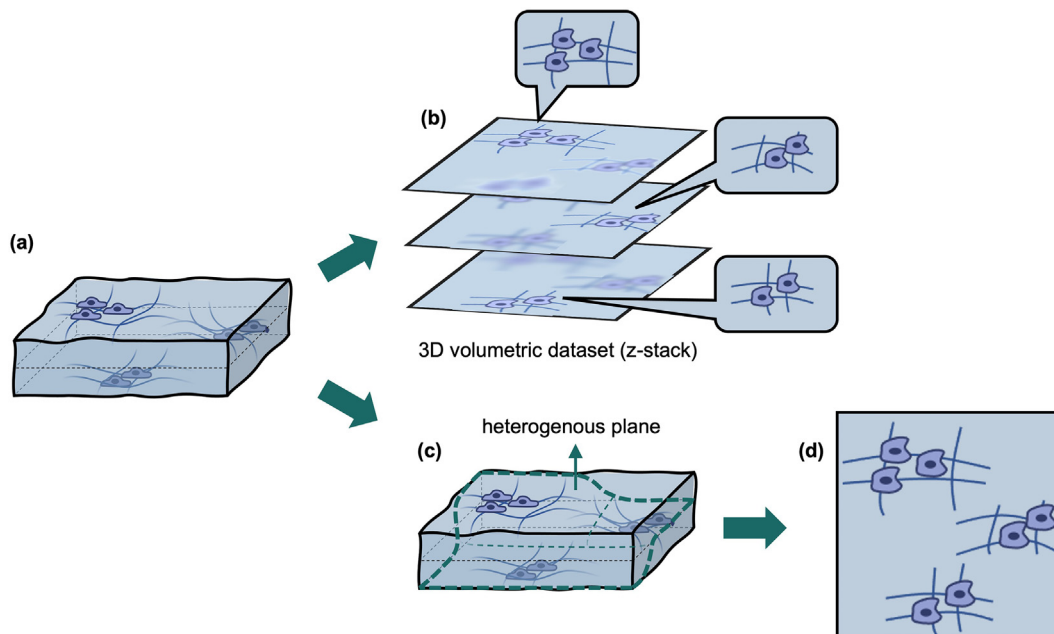 (a)
(b)
3D volumetric dataset (z-stack)
heterogenous plane
(c)
(d)